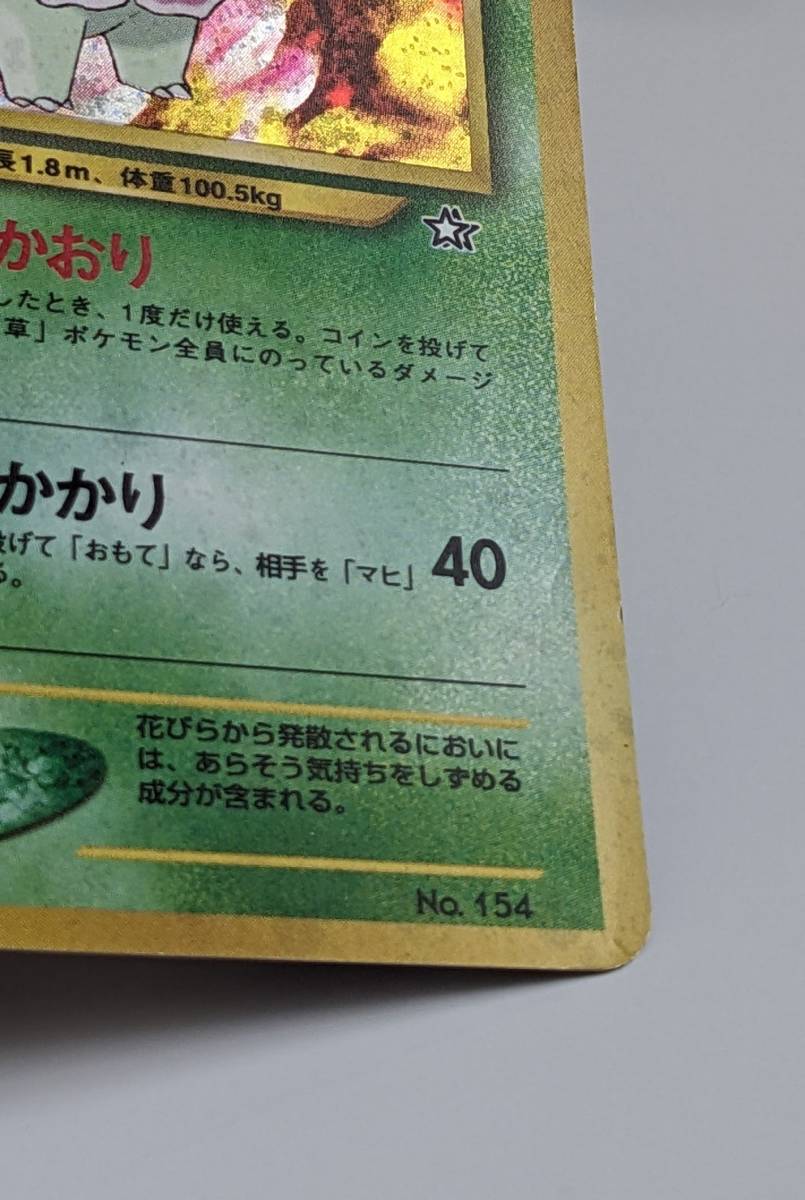 長1.8m、体重100.5kg
かおり
したとき、1度だけ使える。コインを投げて
草」ポケモン全員にのっているダメージ
かかり
投げて「おもて」なら、相手を「マヒ」
る。
40
花びらから発散されるにおいに
は、あらそう気持ちをしずめる
成分が含まれる。
No. 154